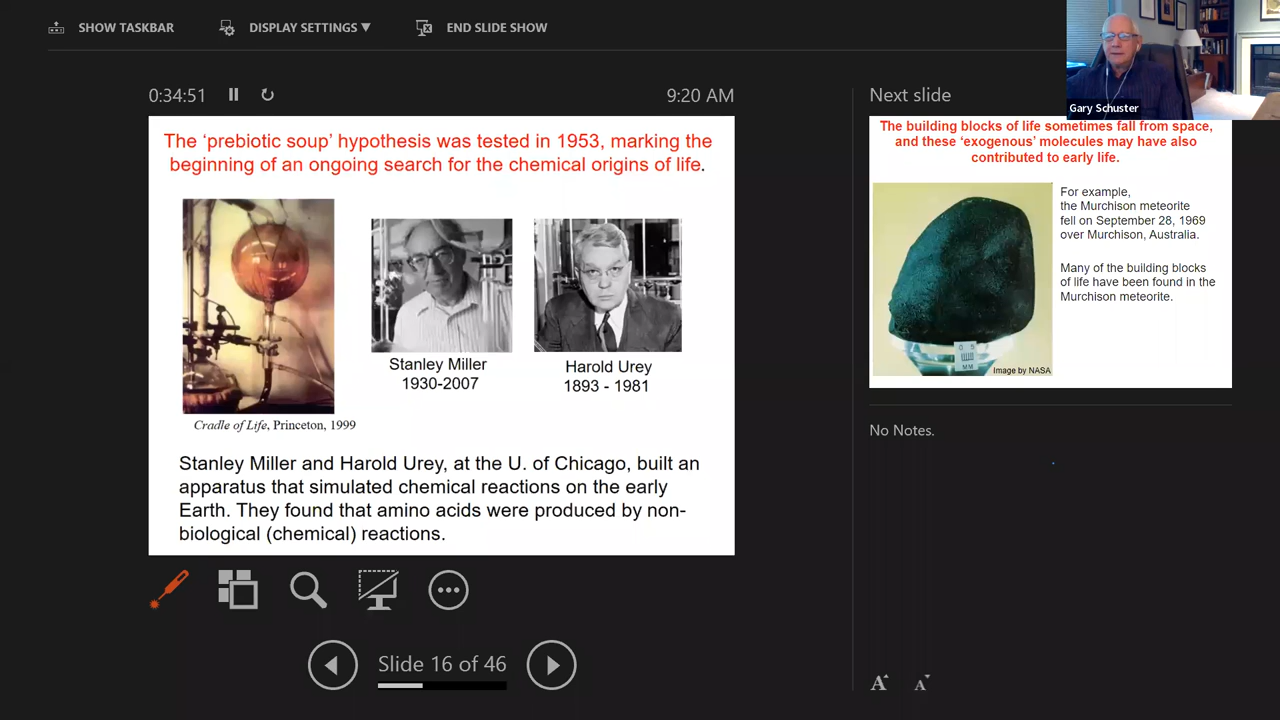 SHOW TASKBAR
DISPLAY SETTINGS ▼
END SLIDE SHOW
Gary Schuster
0:34:51
9:20 AM
The ‘prebiotic soup’ hypothesis was tested in 1953, marking the
beginning of an ongoing search for the chemical origins of life.
Stanley Miller
1930-2007
Harold Urey
1893 - 1981
Cradle of Life, Princeton, 1999
Stanley Miller and Harold Urey, at the U. of Chicago, built an
apparatus that simulated chemical reactions on the early
Earth. They found that amino acids were produced by non-
biological (chemical) reactions.
Slide 16 of 46
Next slide
The building blocks of life sometimes fall from space,
and these ‘exogenous’ molecules may have also
contributed to early life.
For example,
the Murchison meteorite
fell on September 28, 1969
over Murchison, Australia.
Many of the building blocks
of life have been found in the
Murchison meteorite.
0 5
MM
Image by NASA
No Notes.
A A